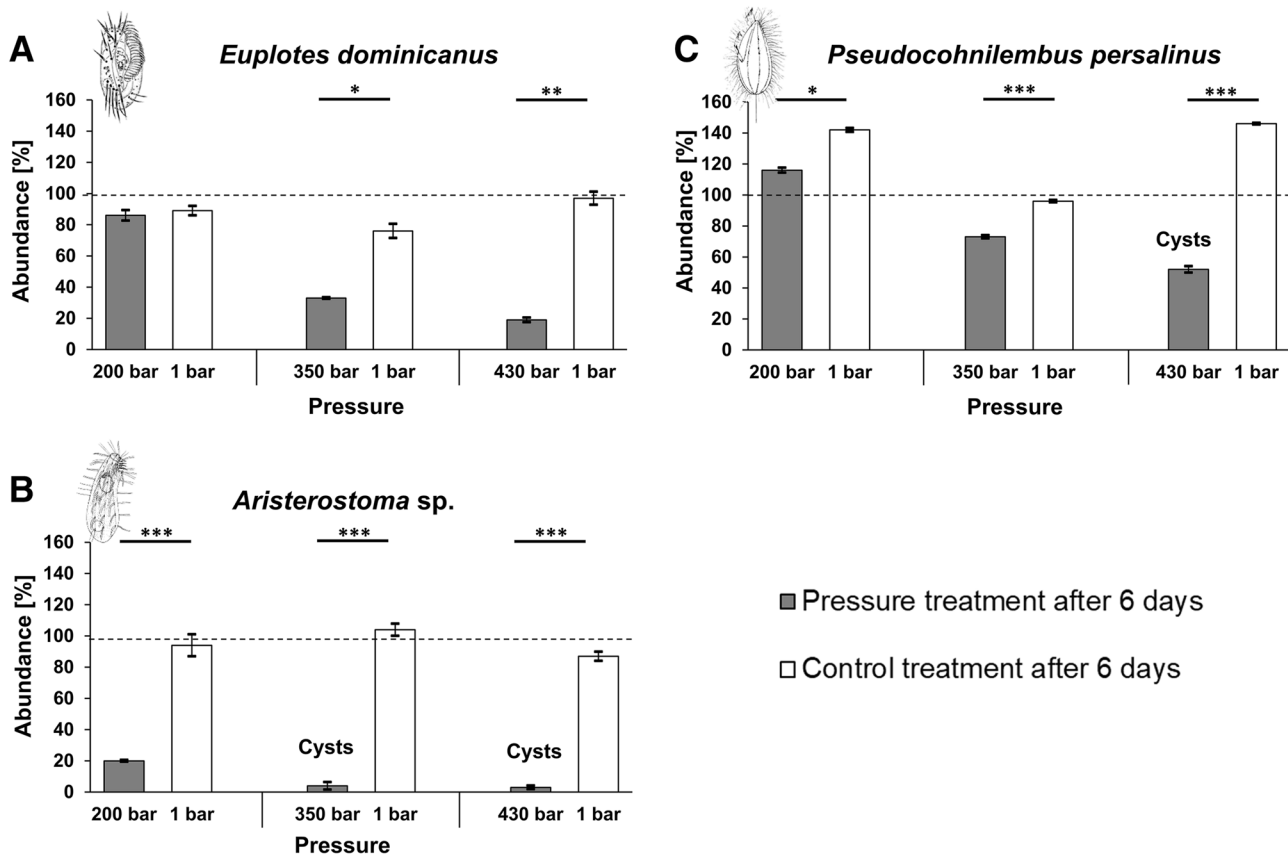 A
Euplotes dominicanus
*
**
160
140
120
100
80
60
40
20
0
Abundance [%]
200 bar 1 bar 350 bar 1 bar 430 bar 1 bar
Pressure
C
Pseudocohnilembus persalinus
*
***
***
160
140
120
100
80
60
40
20
0
Abundance [%]
Cysts
200 bar 1 bar 350 bar 1 bar 430 bar 1 bar
Pressure
B
Aristerostoma sp.
***
***
***
160
140
120
100
80
60
40
20
0
Abundance [%]
Cysts
Cysts
200 bar 1 bar 350 bar 1 bar 430 bar 1 bar
Pressure
Pressure treatment after 6 days
Control treatment after 6 days